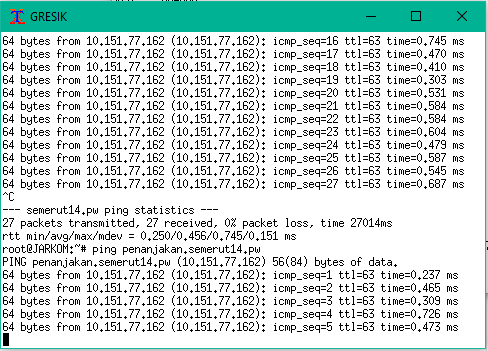 GRESIK
64 bytes from 10.151.77.162 (10.151.77.162): icmp_seq=16 ttl=63 time=0.745 ms
64 bytes from 10.151.77.162 (10.151.77.162): icmp_seq=17 ttl=63 time=0.470 ms
64 bytes from 10.151.77.162 (10.151.77.162): icmp_seq=18 ttl=63 time=0.410 ms
64 bytes from 10.151.77.162 (10.151.77.162): icmp_seq=19 ttl=63 time=0.303 ms
64 bytes from 10.151.77.162 (10.151.77.162): icmp_seq=20 ttl=63 time=0.531 ms
64 bytes from 10.151.77.162 (10.151.77.162): icmp_seq=21 ttl=63 time=0.584 ms
64 bytes from 10.151.77.162 (10.151.77.162): icmp_seq=22 ttl=63 time=0.584 ms
64 bytes from 10.151.77.162 (10.151.77.162): icmp_seq=23 ttl=63 time=0.604 ms
64 bytes from 10.151.77.162 (10.151.77.162): icmp_seq=24 ttl=63 time=0.479 ms
64 bytes from 10.151.77.162 (10.151.77.162): icmp_seq=25 ttl=63 time=0.587 ms
64 bytes from 10.151.77.162 (10.151.77.162): icmp_seq=26 ttl=63 time=0.545 ms
64 bytes from 10.151.77.162 (10.151.77.162): icmp_seq=27 ttl=63 time=0.687 ms
^C
--- semerut14.pw ping statistics ---
27 packets transmitted, 27 received, 0% packet loss, time 27014ms
rtt min/avg/max/mdev = 0.250/0.456/0.745/0.151 ms
root@JARKOM:~# ping penanjakan.semerut14.pw
PING penanjakan.semerut14.pw (10.151.77.162) 56(84) bytes of data.
64 bytes from 10.151.77.162 (10.151.77.162): icmp_seq=1 ttl=63 time=0.237 ms
64 bytes from 10.151.77.162 (10.151.77.162): icmp_seq=2 ttl=63 time=0.465 ms
64 bytes from 10.151.77.162 (10.151.77.162): icmp_seq=3 ttl=63 time=0.309 ms
64 bytes from 10.151.77.162 (10.151.77.162): icmp_seq=4 ttl=63 time=0.726 ms
64 bytes from 10.151.77.162 (10.151.77.162): icmp_seq=5 ttl=63 time=0.473 ms